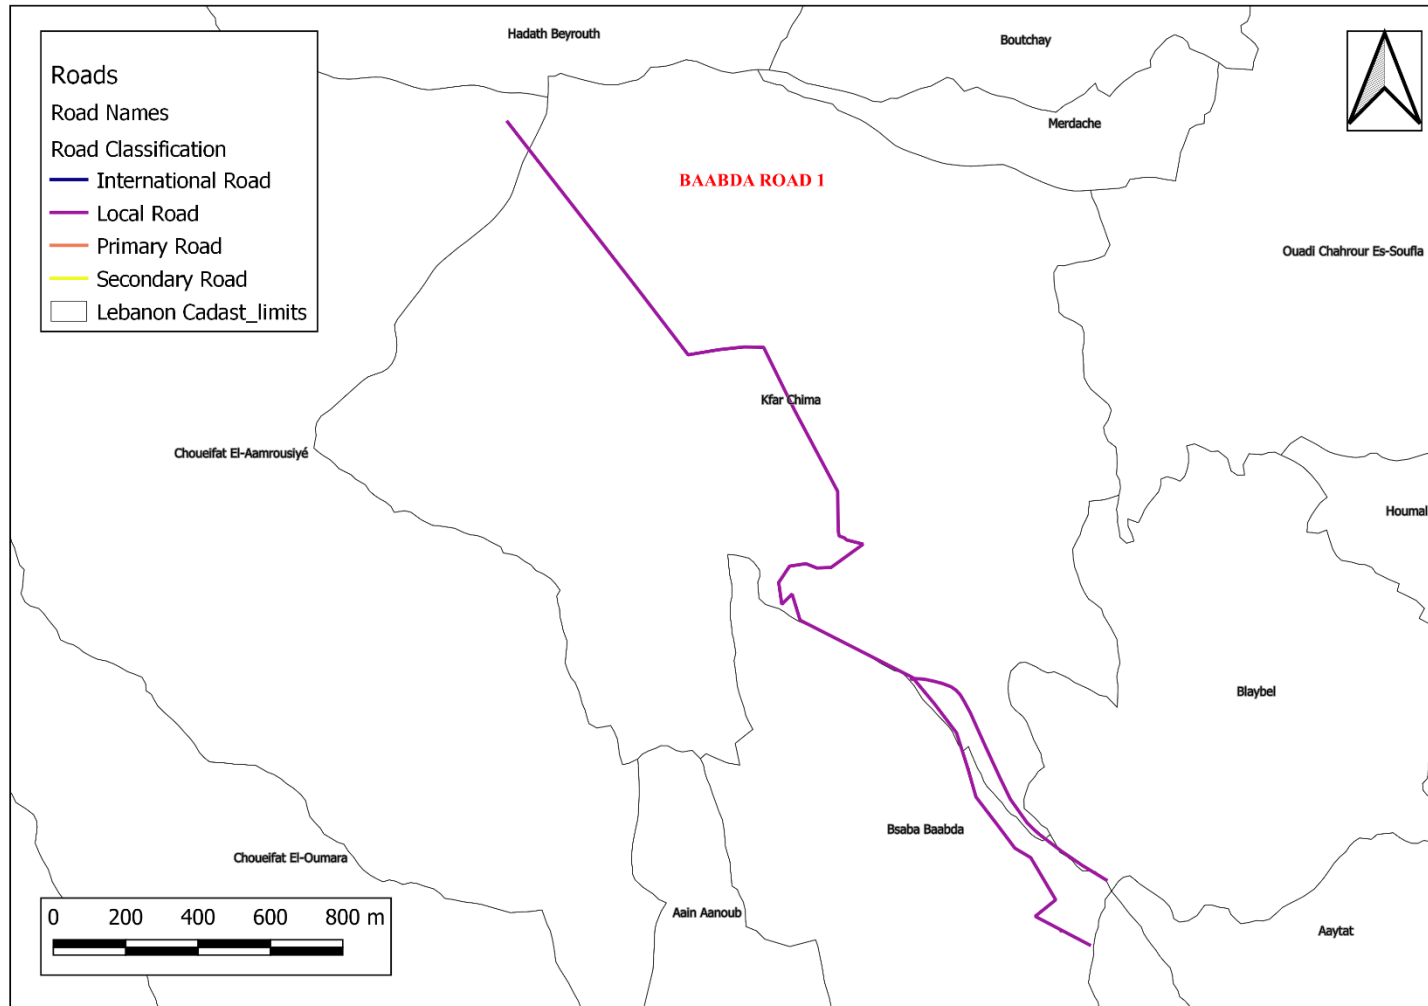 Hadath Beyrouth
Boutchay
Roads
Road Names
Road Classification
International Road
Local Road
Primary Road
Secondary Road
Lebanon Cadast_limits
Merdache
BAABDA ROAD 1
Ouadi Chahrour Es-Soufla
Kfar Chima
Choueifat El-Aamrousiyé
Houmal
Blaybel
Bsaba Baabda
Choueifat El-Oumara
Aain Aanoub
Aaytat
0 200 400 600 800 m